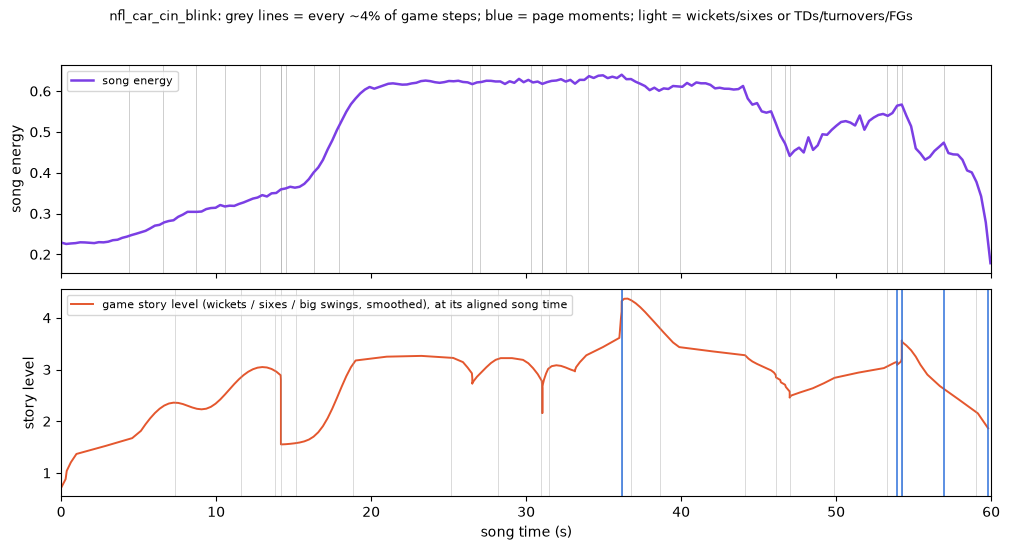 nfl_car_cin_blink: grey lines = every ~4% of game steps; blue = page moments; light = wickets/sixes or TDs/turnovers/FGs
song energy
0.6
0.5
0.4
0.3
0.2
song energy
game story level (wickets / sixes / big swings, smoothed), at its aligned song time
4
3
2
1
story level
0 10 20 30 40 50 60
song time (s)